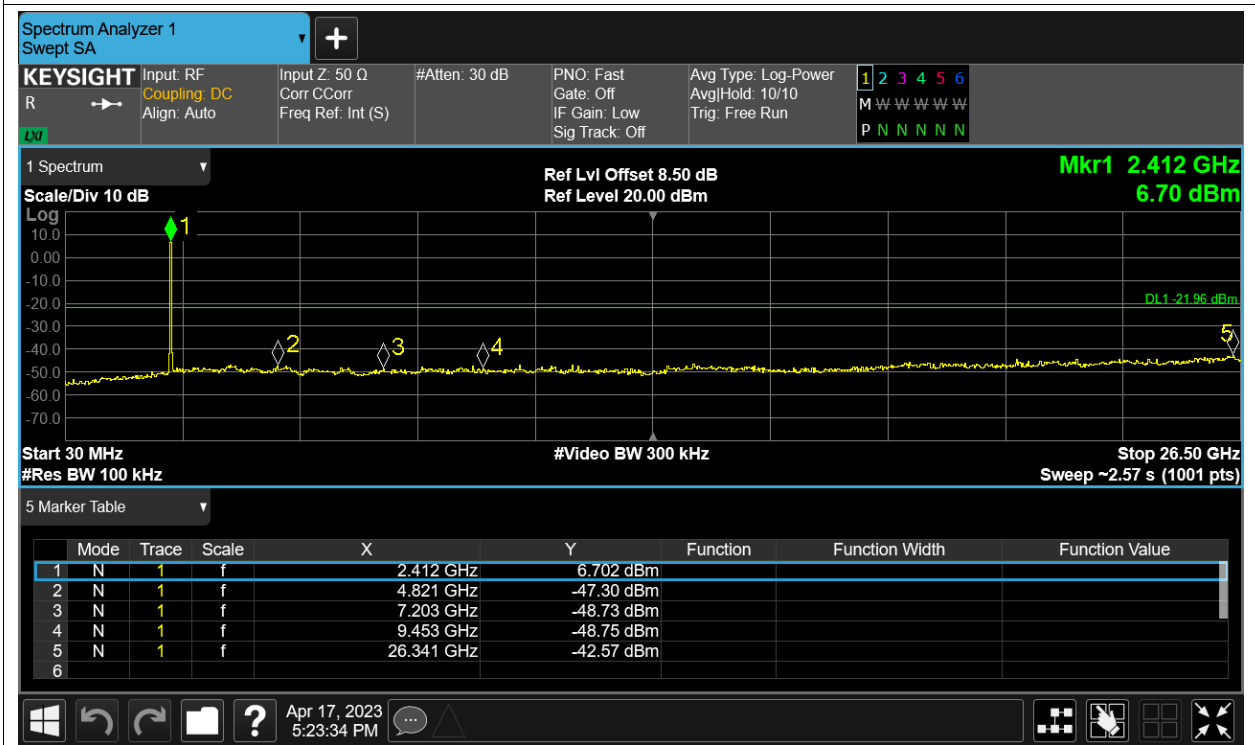 Spectrum Analyzer 1
Swept SA
KEYSIGHT
R
LXI
Input: RF
Coupling: DC
Align: Auto
Input Z: 50 Ω
Corr CCorr
Freq Ref: Int (S)
#Atten: 30 dB
PNO: Fast
Gate: Off
IF Gain: Low
Sig Track: Off
Avg Type: Log-Power
Avg|Hold: 10/10
Trig: Free Run
1 2 3 4 5 6
M W W W W W
P N N N N N
1 Spectrum
Scale/Div 10 dB
Ref Lvl Offset 8.50 dB
Ref Level 20.00 dBm
Mkr1 2.412 GHz
6.70 dBm
Log
10.0
0.00
-10.0
-20.0
-30.0
-40.0
-50.0
-60.0
-70.0
1
2
3
4
5
DL1 -21.96 dBm
Start 30 MHz
#Res BW 100 kHz
#Video BW 300 kHz
Stop 26.50 GHz
Sweep ~2.57 s (1001 pts)
5 Marker Table
Mode Trace Scale X Y Function Function Width Function Value
1 N 1 f 2.412 GHz 6.702 dBm
2 N 1 f 4.821 GHz -47.30 dBm
3 N 1 f 7.203 GHz -48.73 dBm
4 N 1 f 9.453 GHz -48.75 dBm
5 N 1 f 26.341 GHz -42.57 dBm
6
?
Apr 17, 2023
5:23:34 PM